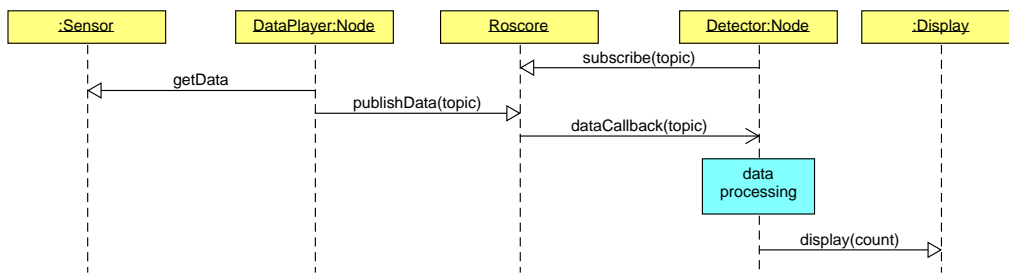 :Sensor
DataPlayer:Node
Roscore
Detector:Node
:Display
subscribe(topic)
getData
publishData(topic)
dataCallback(topic)
data
processing
display(count)